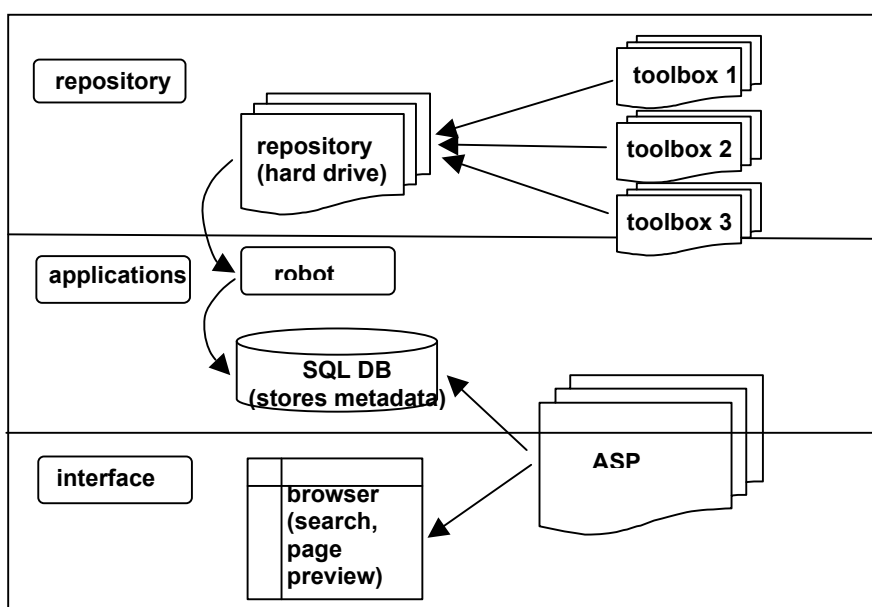 repository
toolbox 1
repository
(hard drive)
toolbox 2
toolbox 3
applications
robot
SQL DB
(stores metadata)
interface
ASP
browser
(search,
page
preview)